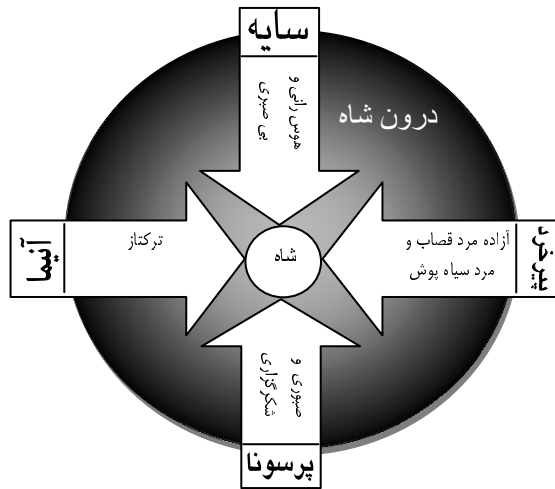 سایه
هوس رانی و
بی صبری
درون شاه
آزاده مرد قصاب و
مرد سیاه پوش
پیرخرد
شاه
ترکتاز
آنیما
صبوری و
شکرگزاری
پرسونا